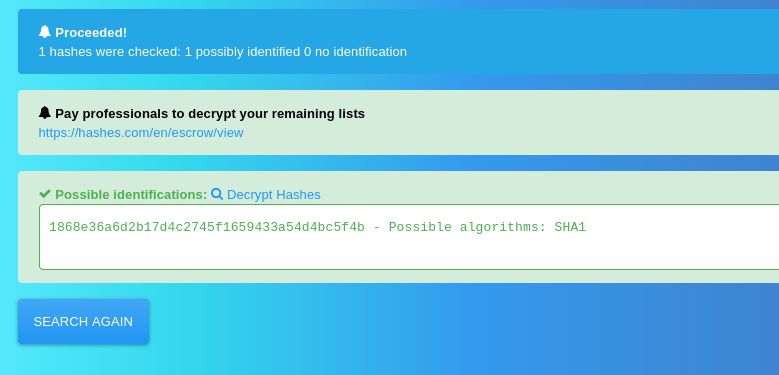 Proceeded!
1 hashes were checked: 1 possibly identified 0 no identification
Pay professionals to decrypt your remaining lists
https://hashes.com/en/escrow/view
Possible identifications: Decrypt Hashes
1868e36a6d2b17d4c2745f1659433a54d4bc5f4b - Possible algorithms: SHA1
SEARCH AGAIN